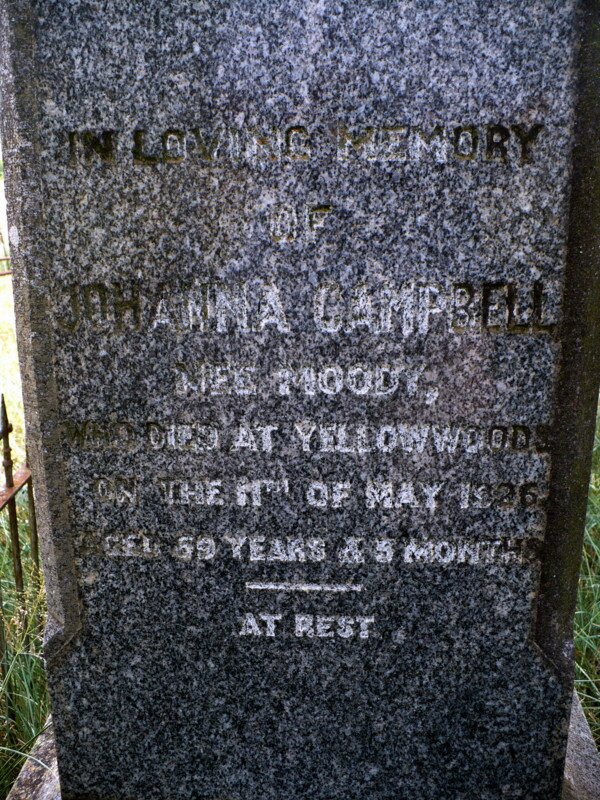 IN LOVING MEMORY
OF
JOHANNA CAMPBELL
NEE MOODY,
WHO DIED AT YELLOWWOODS
ON THE 11TH OF MAY 1936
AGED 59 YEARS & 5 MONTHS
AT REST